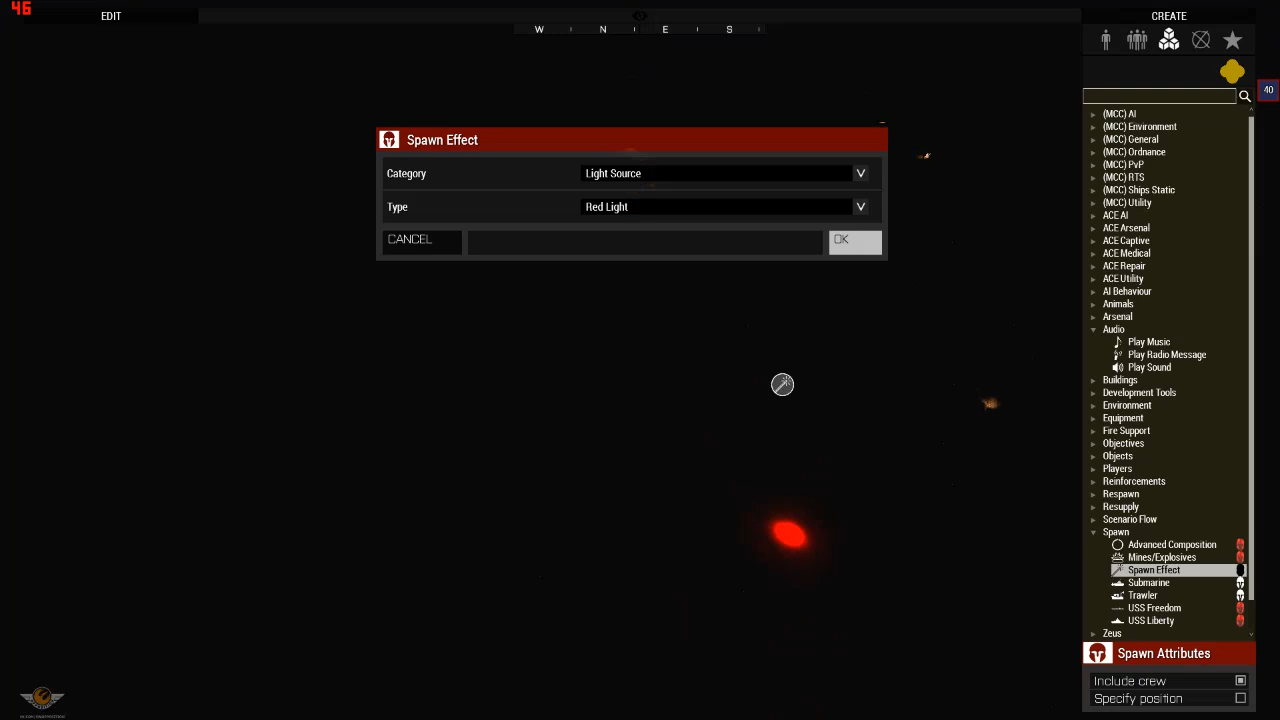 46
EDIT
CREATE
W N E S
40
Spawn Effect
Category
Light Source
Type
Red Light
CANCEL
OK
(MCC) AI
(MCC) Environment
(MCC) General
(MCC) Ordnance
(MCC) PvP
(MCC) RTS
(MCC) Ships Static
(MCC) Utility
ACE AI
ACE Arsenal
ACE Captive
ACE Medical
ACE Repair
ACE Utility
AI Behaviour
Animals
Arsenal
Audio
Play Music
Play Radio Message
Play Sound
Buildings
Development Tools
Environment
Equipment
Fire Support
Objectives
Objects
Players
Reinforcements
Respawn
Resupply
Scenario Flow
Spawn
Advanced Composition
Mines/Explosives
Spawn Effect
Submarine
Trawler
USS Freedom
USS Liberty
Zeus
Spawn Attributes
Include crew
Specify position